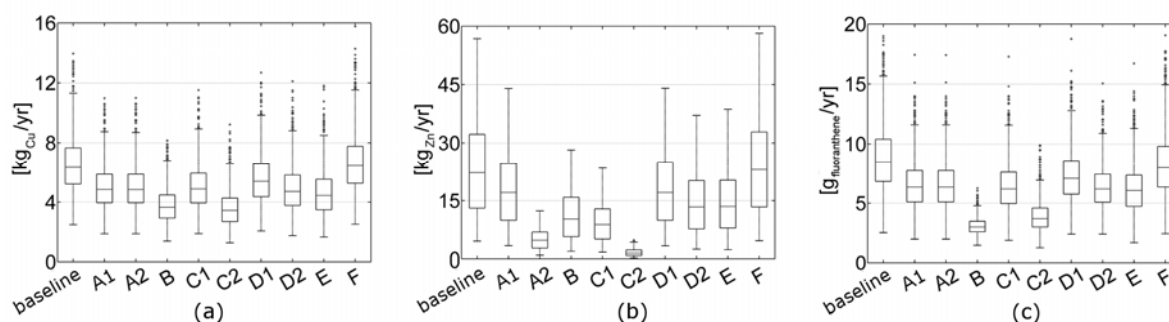 [kgCu/yr]
16
12
8
4
0
baseline A1 A2 B C1 C2 D1 D2 E F
(a)
[kgZn/yr]
60
45
30
15
0
baseline A1 A2 B C1 C2 D1 D2 E F
(b)
[gfluoranthene/yr]
20
15
10
5
0
baseline A1 A2 B C1 C2 D1 D2 E F
(c)